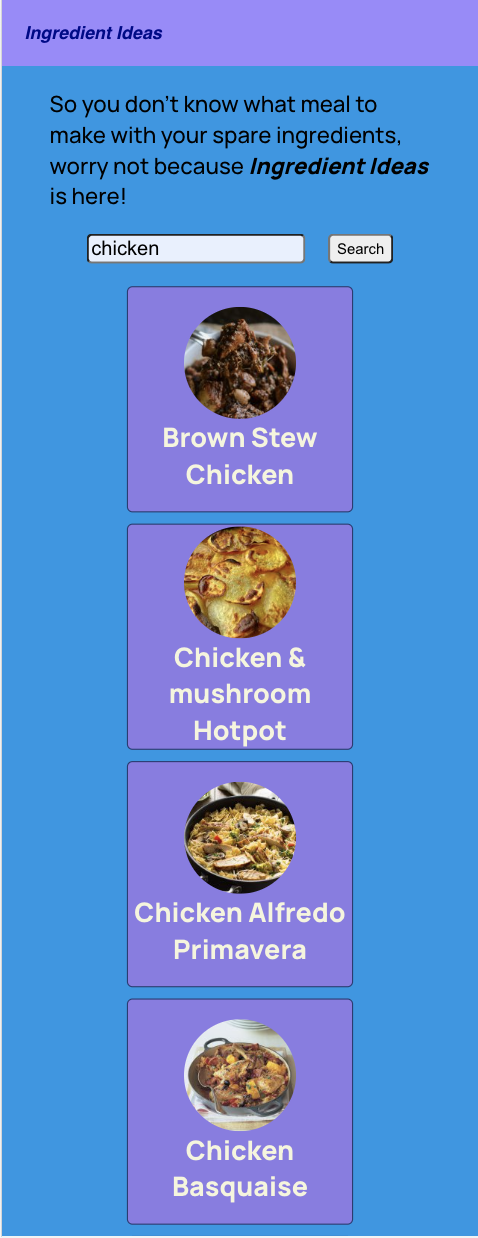 Ingredient Ideas
So you don't know what meal to
make with your spare ingredients,
worry not because Ingredient Ideas
is here!
chicken
Search
Brown Stew
Chicken
Chicken &
mushroom
Hotpot
Chicken Alfredo
Primavera
Chicken
Basquaise